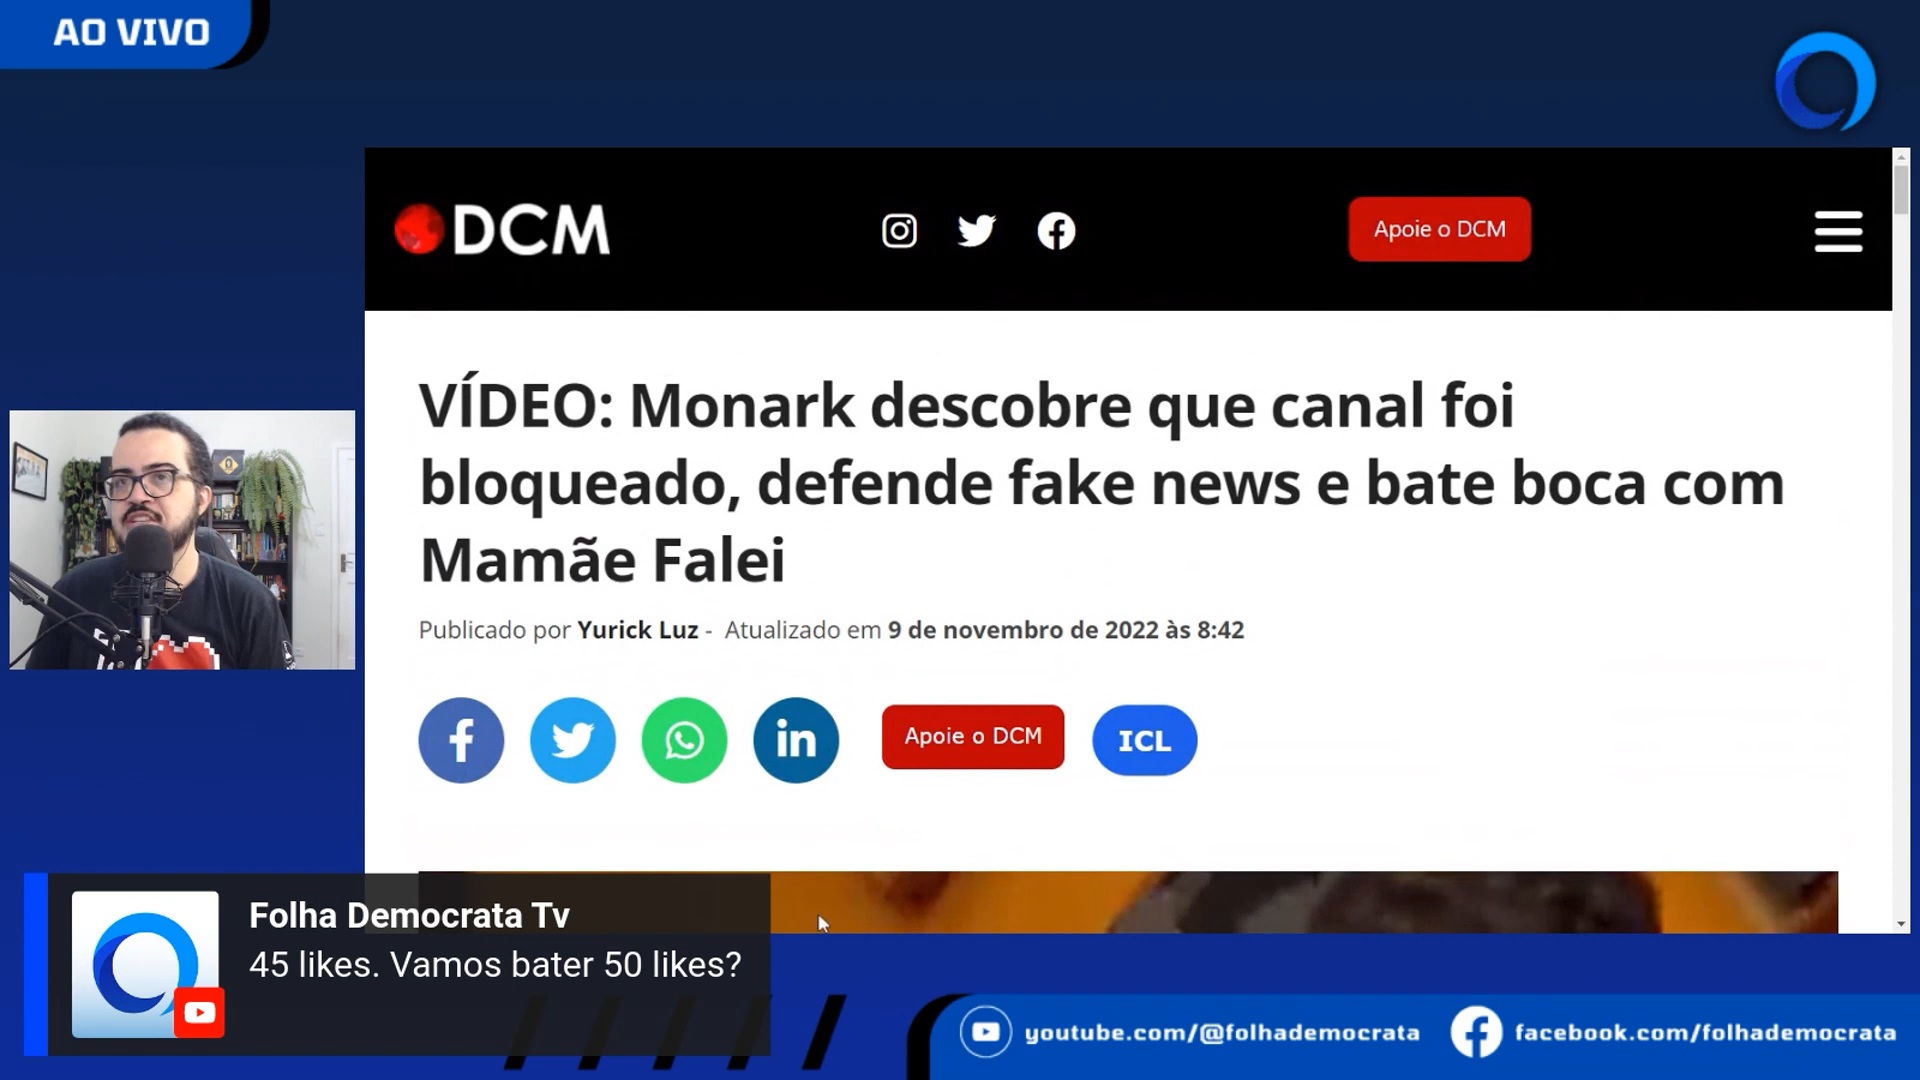 AO VIVO
DCM
Apoie o DCM
VÍDEO: Monark descobre que canal foi
bloqueado, defende fake news e bate boca com
Mamãe Falei
Publicado por Yurick Luz - Atualizado em 9 de novembro de 2022 às 8:42
Apoie o DCM
ICL
Folha Democrata Tv
45 likes. Vamos bater 50 likes?
youtube.com/@folhademocrata
facebook.com/folhademocrata